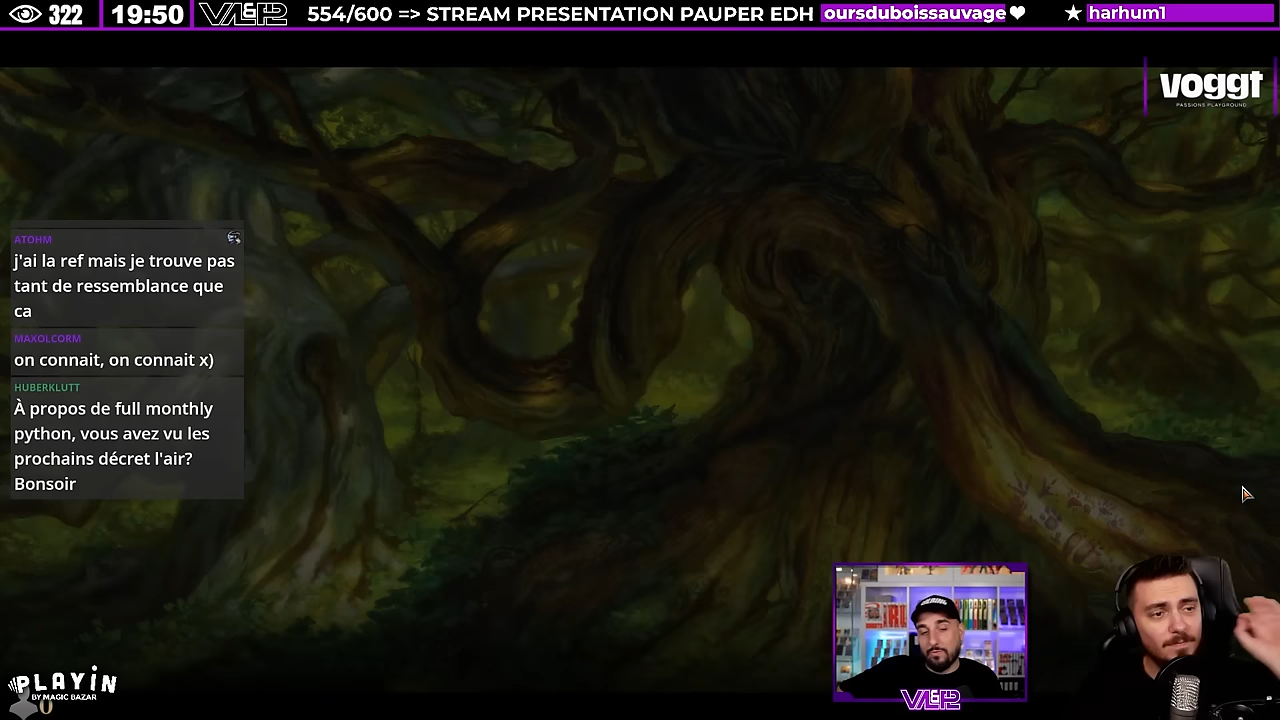 322
19:50
554/600 => STREAM PRESENTATION PAUPER EDH oursduboissauvage
harhum1
voggt
PASSIONS PLAYGROUND
ATOHM
j'ai la ref mais je trouve pas
tant de ressemblance que
ca
MAXOLCORM
on connait, on connait x)
HUBERKLUTT
À propos de full monthly
python, vous avez vu les
prochains décret l'air?
Bonsoir
PLAYIN
BY MAGIC BAZAR
0